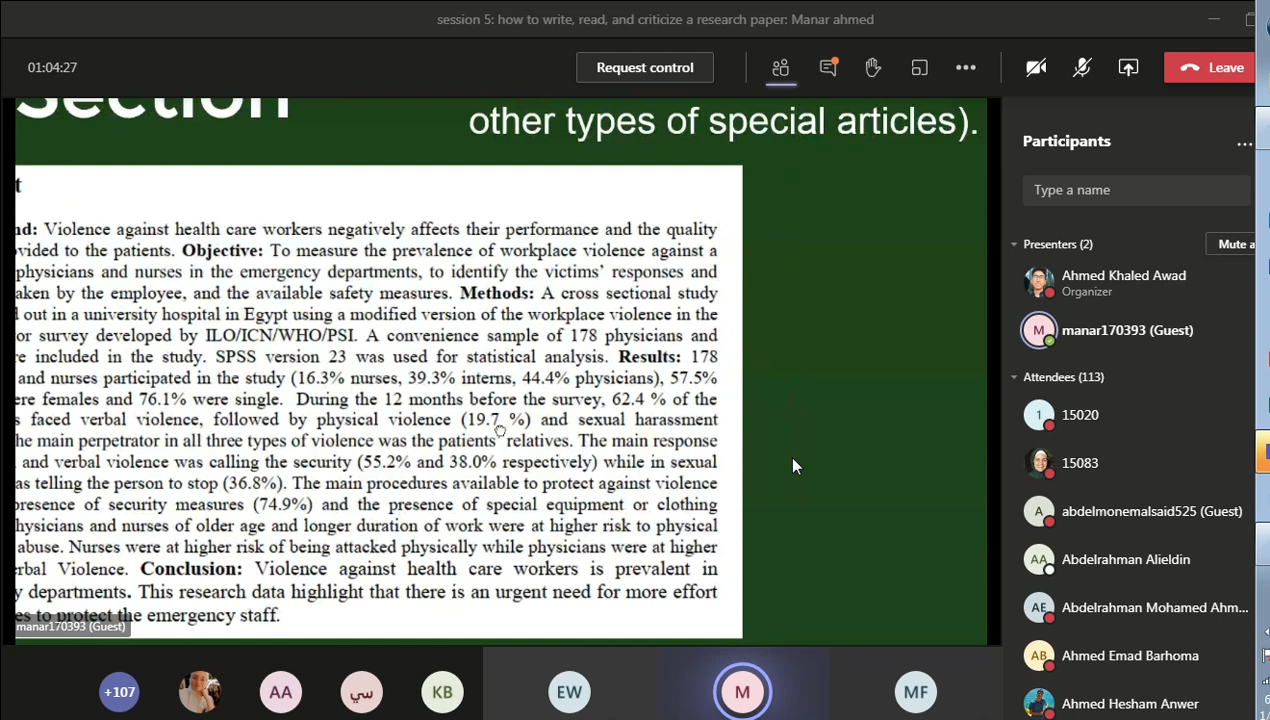 session 5: how to write, read, and criticize a research paper: Manar ahmed
01:04:27
Request control
Leave
Section
other types of special articles).
t
nd: Violence against health care workers negatively affects their performance and the quality
vided to the patients. Objective: To measure the prevalence of workplace violence against a
physicians and nurses in the emergency departments, to identify the victims' responses and
aken by the employee, and the available safety measures. Methods: A cross sectional study
d out in a university hospital in Egypt using a modified version of the workplace violence in the
or survey developed by ILO/ICN/WHO/PSI. A convenience sample of 178 physicians and
re included in the study. SPSS version 23 was used for statistical analysis. Results: 178
and nurses participated in the study (16.3% nurses, 39.3% interns, 44.4% physicians), 57.5%
ere females and 76.1% were single. During the 12 months before the survey, 62.4 % of the
s faced verbal violence, followed by physical violence (19.7 %) and sexual harassment
he main perpetrator in all three types of violence was the patients' relatives. The main response
and verbal violence was calling the security (55.2% and 38.0% respectively) while in sexual
as telling the person to stop (36.8%). The main procedures available to protect against violence
presence of security measures (74.9%) and the presence of special equipment or clothing
hysicians and nurses of older age and longer duration of work were at higher risk to physical
abuse. Nurses were at higher risk of being attacked physically while physicians were at higher
erbal Violence. Conclusion: Violence against health care workers is prevalent in
y departments. This research data highlight that there is an urgent need for more effort
es to protect the emergency staff.
manar170393 (Guest)
+107
AA
سي
KB
EW
M
MF
Participants
Type a name
Presenters (2)
Mute a
Ahmed Khaled Awad
Organizer
M
manar170393 (Guest)
Attendees (113)
1
15020
15083
A
abdelmonemalsaid525 (Guest)
AA
Abdelrahman Alieldin
AE
Abdelrahman Mohamed Ahm...
AB
Ahmed Emad Barhoma
Ahmed Hesham Anwer